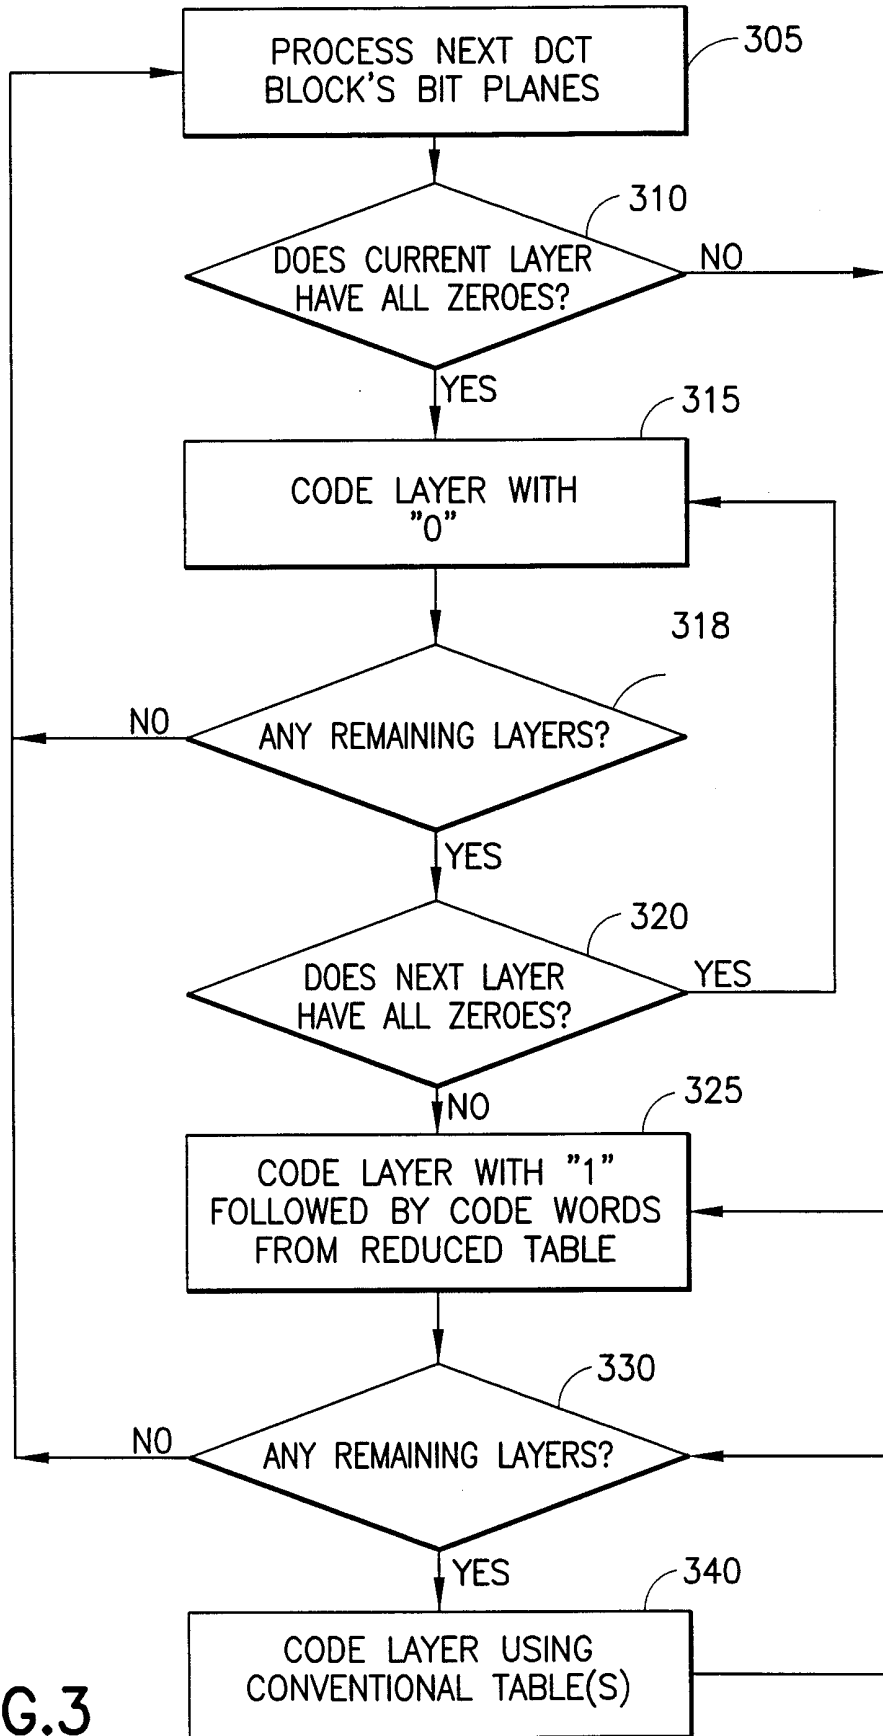 PROCESS NEXT DCT
BLOCK'S BIT PLANES
305
310
DOES CURRENT LAYER
HAVE ALL ZEROES?
NO
YES
315
CODE LAYER WITH
"0"
318
NO
ANY REMAINING LAYERS?
YES
320
DOES NEXT LAYER
HAVE ALL ZEROES?
YES
NO
325
CODE LAYER WITH "1"
FOLLOWED BY CODE WORDS
FROM REDUCED TABLE
330
NO
ANY REMAINING LAYERS?
YES
340
CODE LAYER USING
CONVENTIONAL TABLE(S)
G.3